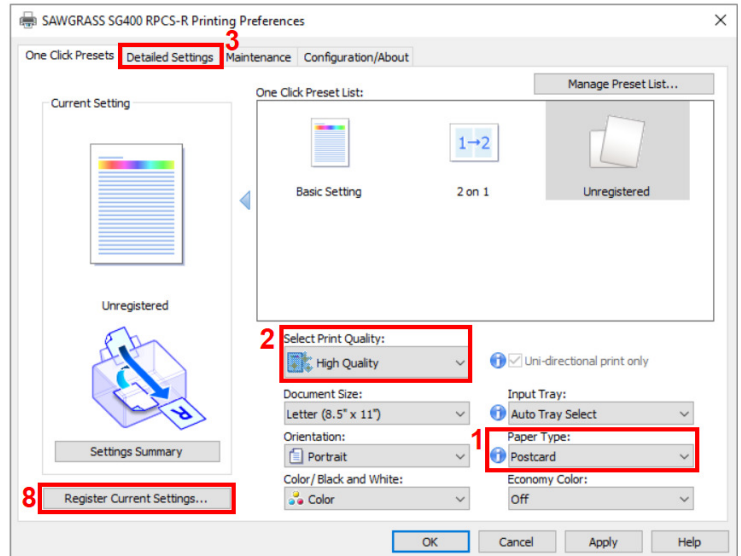 SAWGRASS SG400 RPCS-R Printing Preferences
3
One Click Presets Detailed Settings Maintenance Configuration/About
Manage Preset List...
Current Setting
One Click Preset List:
1→2
Basic Setting 2 on 1 Unregistered
Unregistered
R
2 Select Print Quality:
High Quality
Uni-directional print only
Document Size: Input Tray:
Letter (8.5" x 11") Auto Tray Select
Orientation: 1 Paper Type:
Settings Summary Portrait Postcard
Color/Black and White: Economy Color:
8 Register Current Settings... Color Off
OK Cancel Apply Help